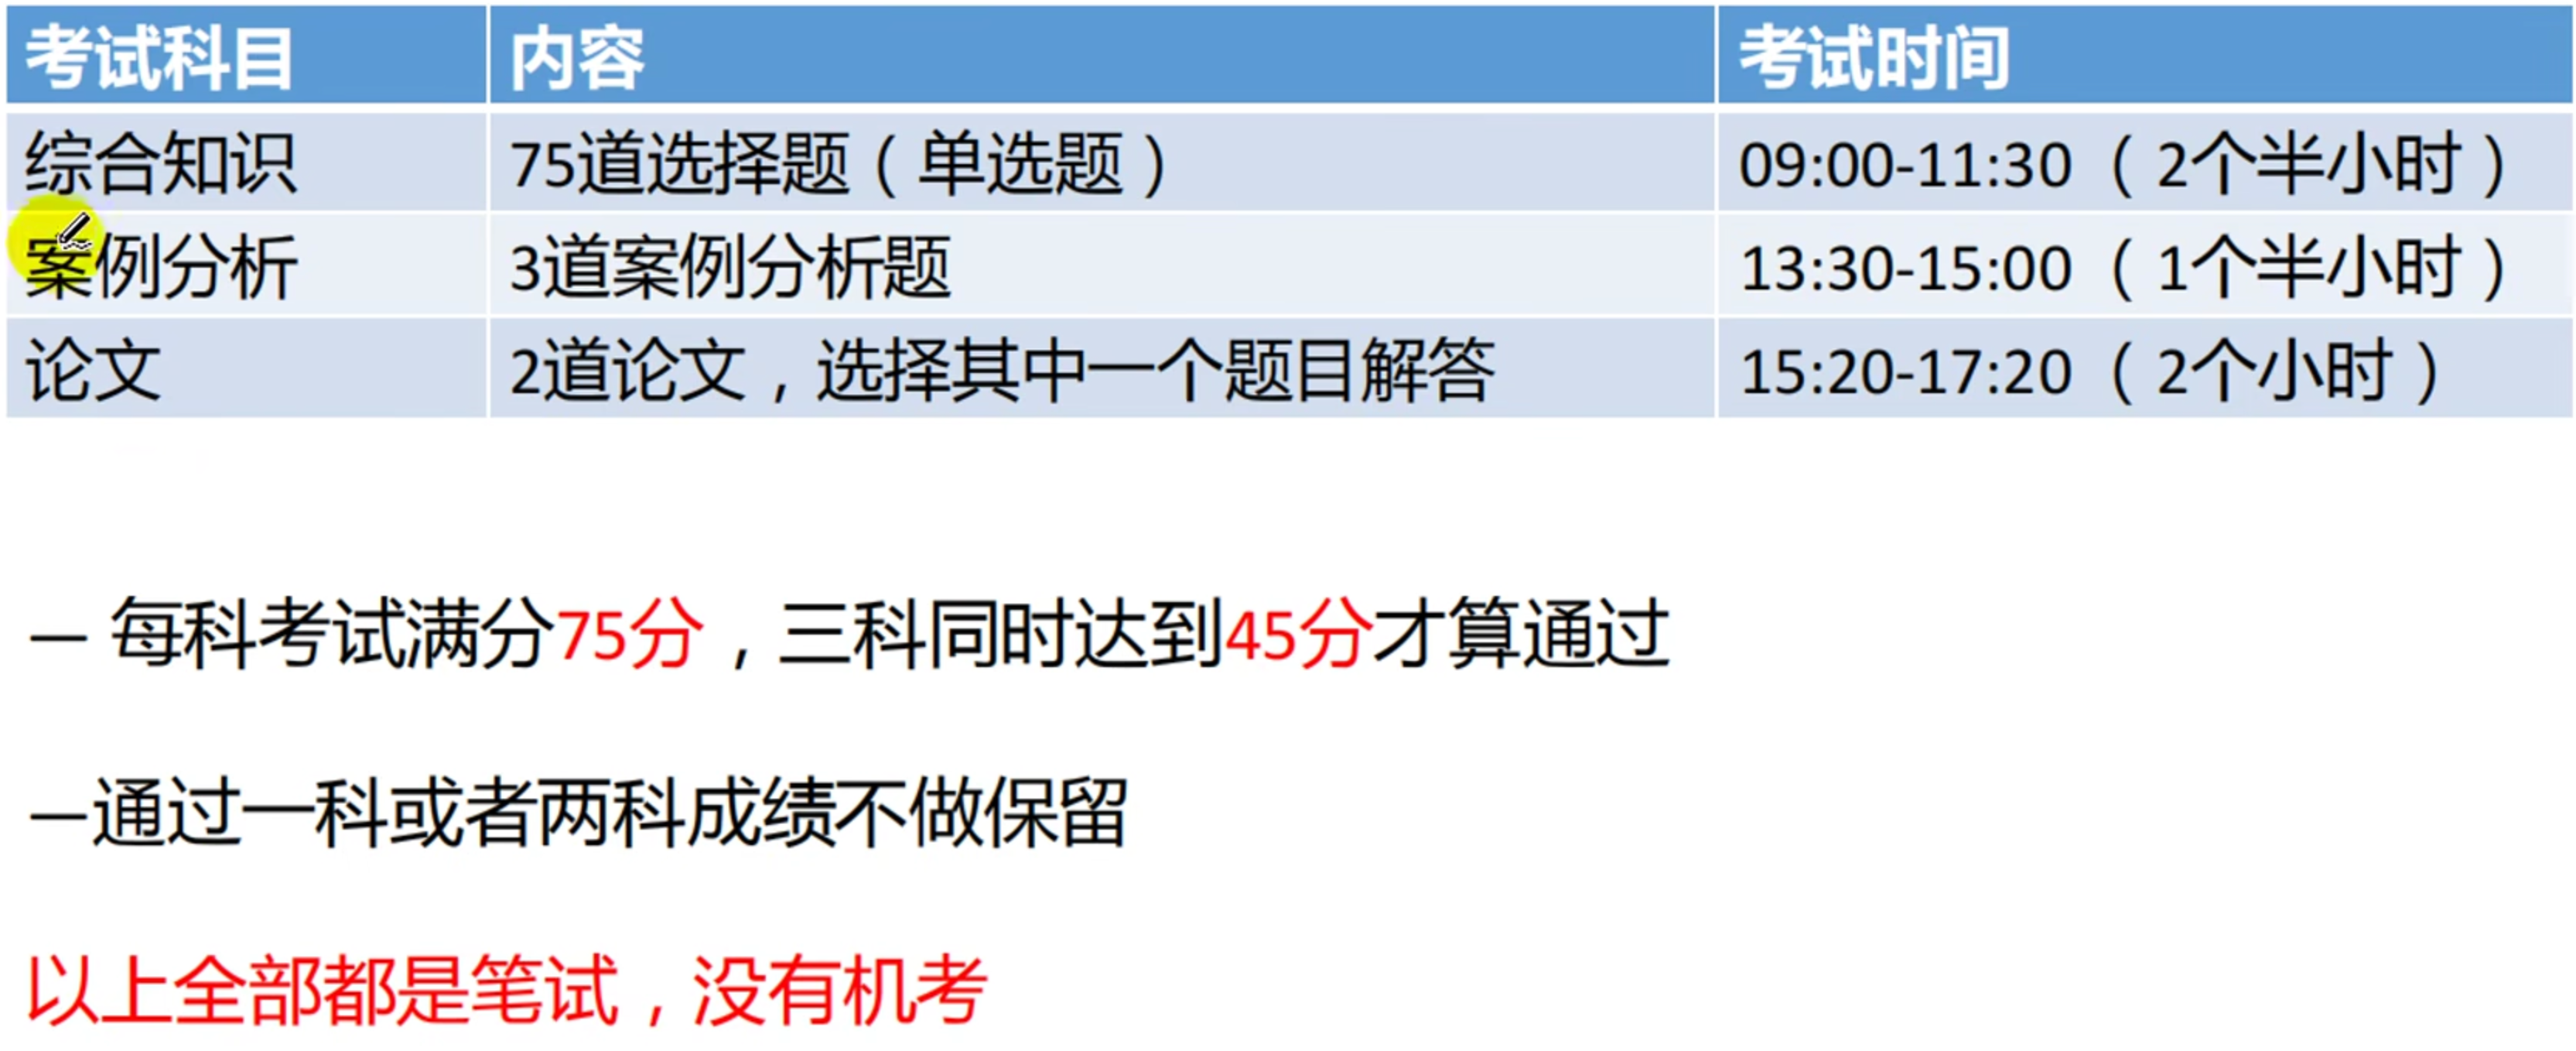 考试科目 内容 考试时间
综合知识 75道选择题（单选题） 09:00-11:30（2个半小时）
案例分析 3道案例分析题 13:30-15:00（1个半小时）
论文 2道论文，选择其中一个题目解答 15:20-17:20（2个小时）
— 每科考试满分75分，三科同时达到45分才算通过
—通过一科或者两科成绩不做保留
以上全部都是笔试，没有机考